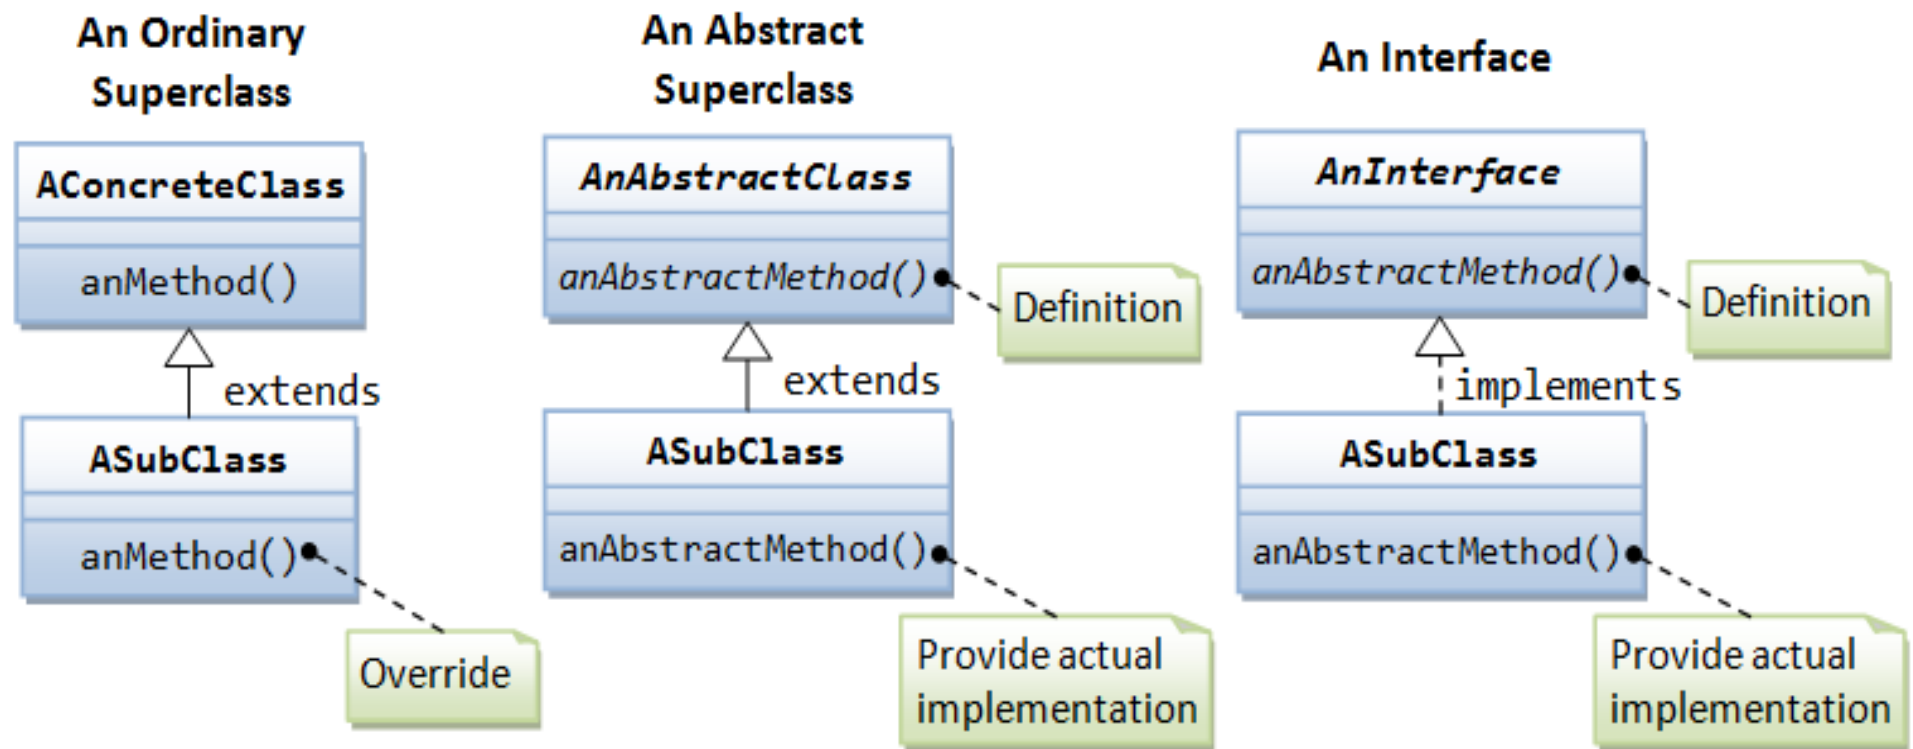 An Ordinary
Superclass
AConcreteClass
anMethod()
extends
ASubClass
anMethod()
Override
An Abstract
Superclass
AnAbstractClass
anAbstractMethod()
Definition
extends
ASubClass
anAbstractMethod()
Provide actual
implementation
An Interface
AnInterface
anAbstractMethod()
Definition
implements
ASubClass
anAbstractMethod()
Provide actual
implementation